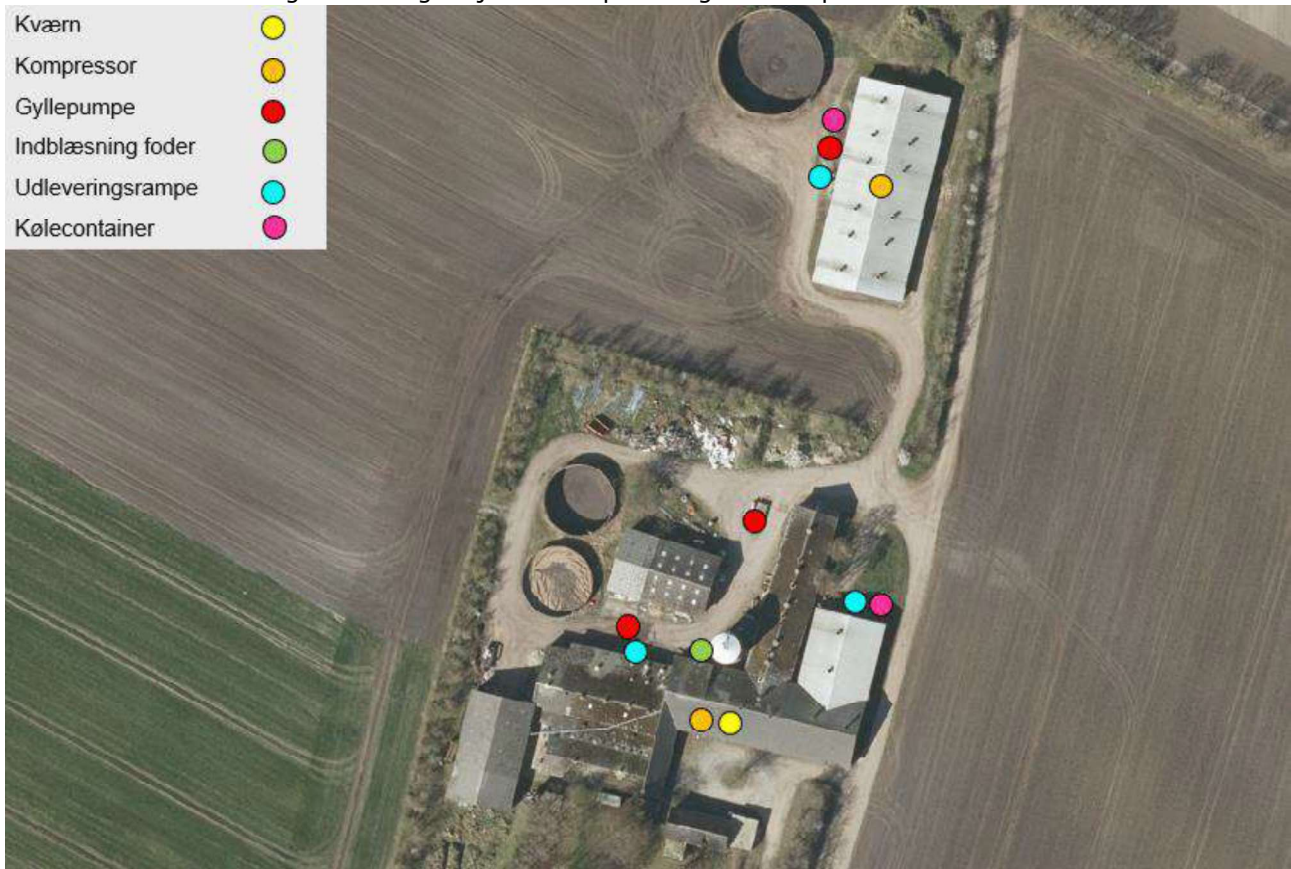 Kværn
Kompressor
Gyllepumpe
Indblæsning foder
Udleveringsrampe
Kølecontainer